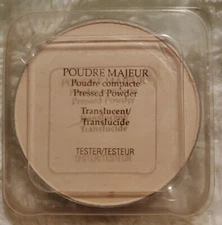 POUDRE MAJEUR
Poudre compacte
Pressed Powder
Translucent/
Translucide
TESTER/TESTEUR